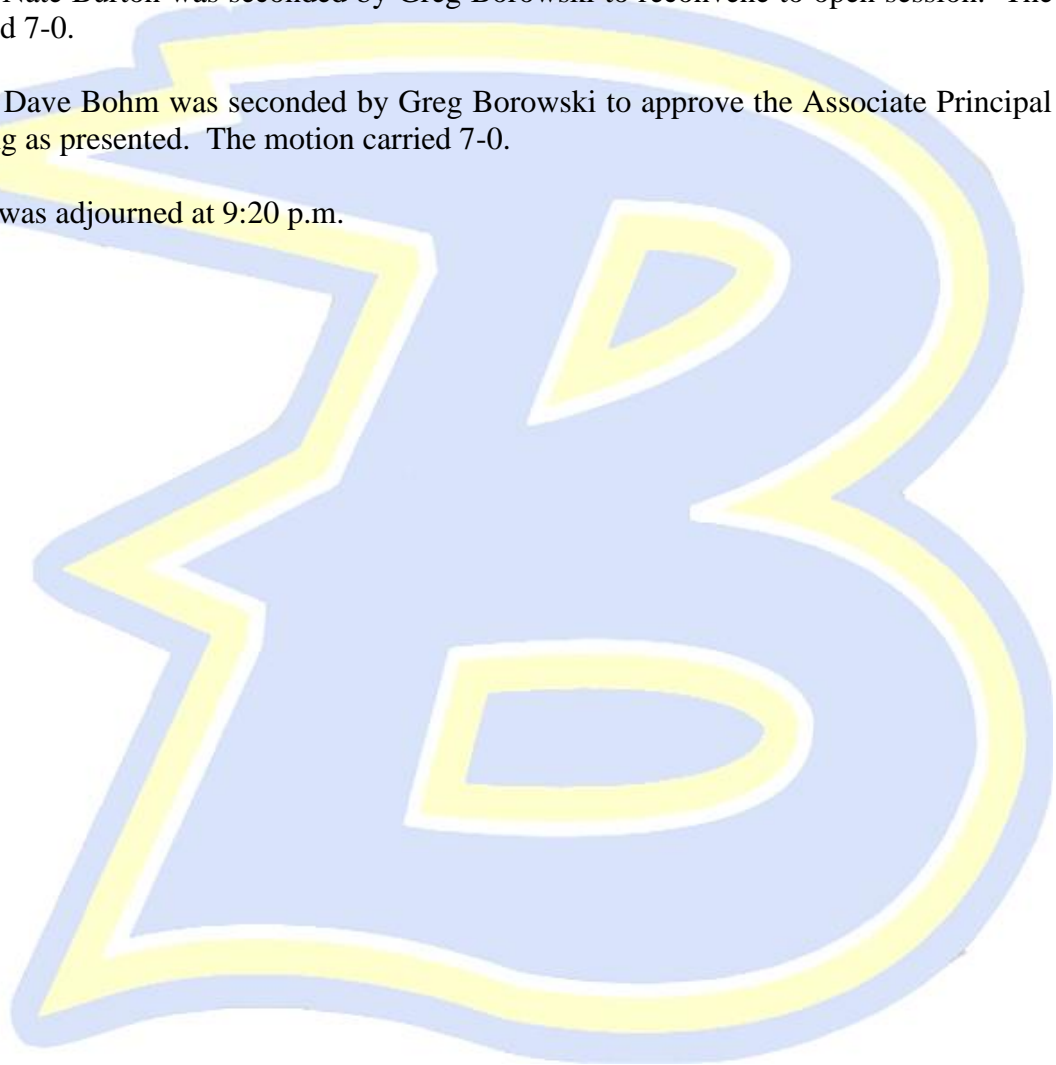 Nate Burton was seconded by Greg Borowski to reconvene to open session. The
d 7-0.
Dave Bohm was seconded by Greg Borowski to approve the Associate Principal
g as presented. The motion carried 7-0.
was adjourned at 9:20 p.m.
B